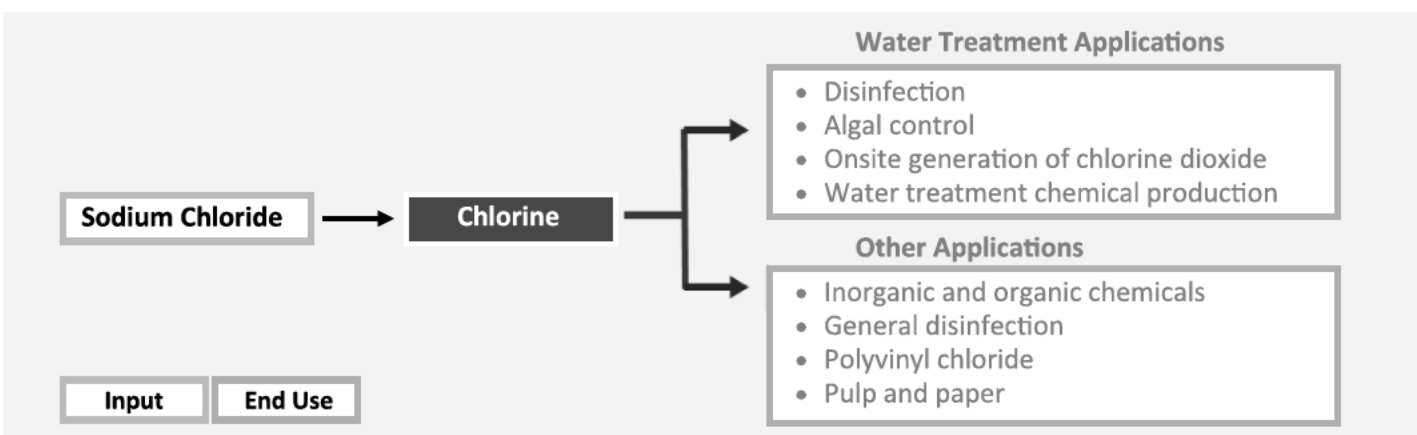 Water Treatment Applications
• Disinfection
• Algal control
• Onsite generation of chlorine dioxide
• Water treatment chemical production
Sodium Chloride
Chlorine
Other Applications
• Inorganic and organic chemicals
• General disinfection
• Polyvinyl chloride
• Pulp and paper
Input
End Use